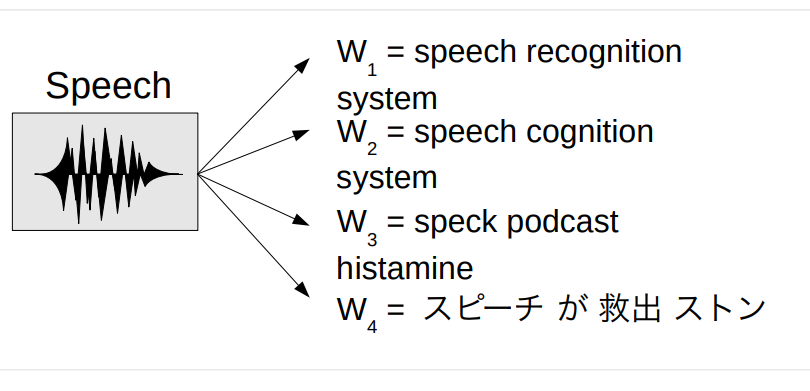 Speech
W1 = speech recognition
system
W2 = speech cognition
system
W3 = speck podcast
histamine
W4 = スピーチ が 救出 ストン